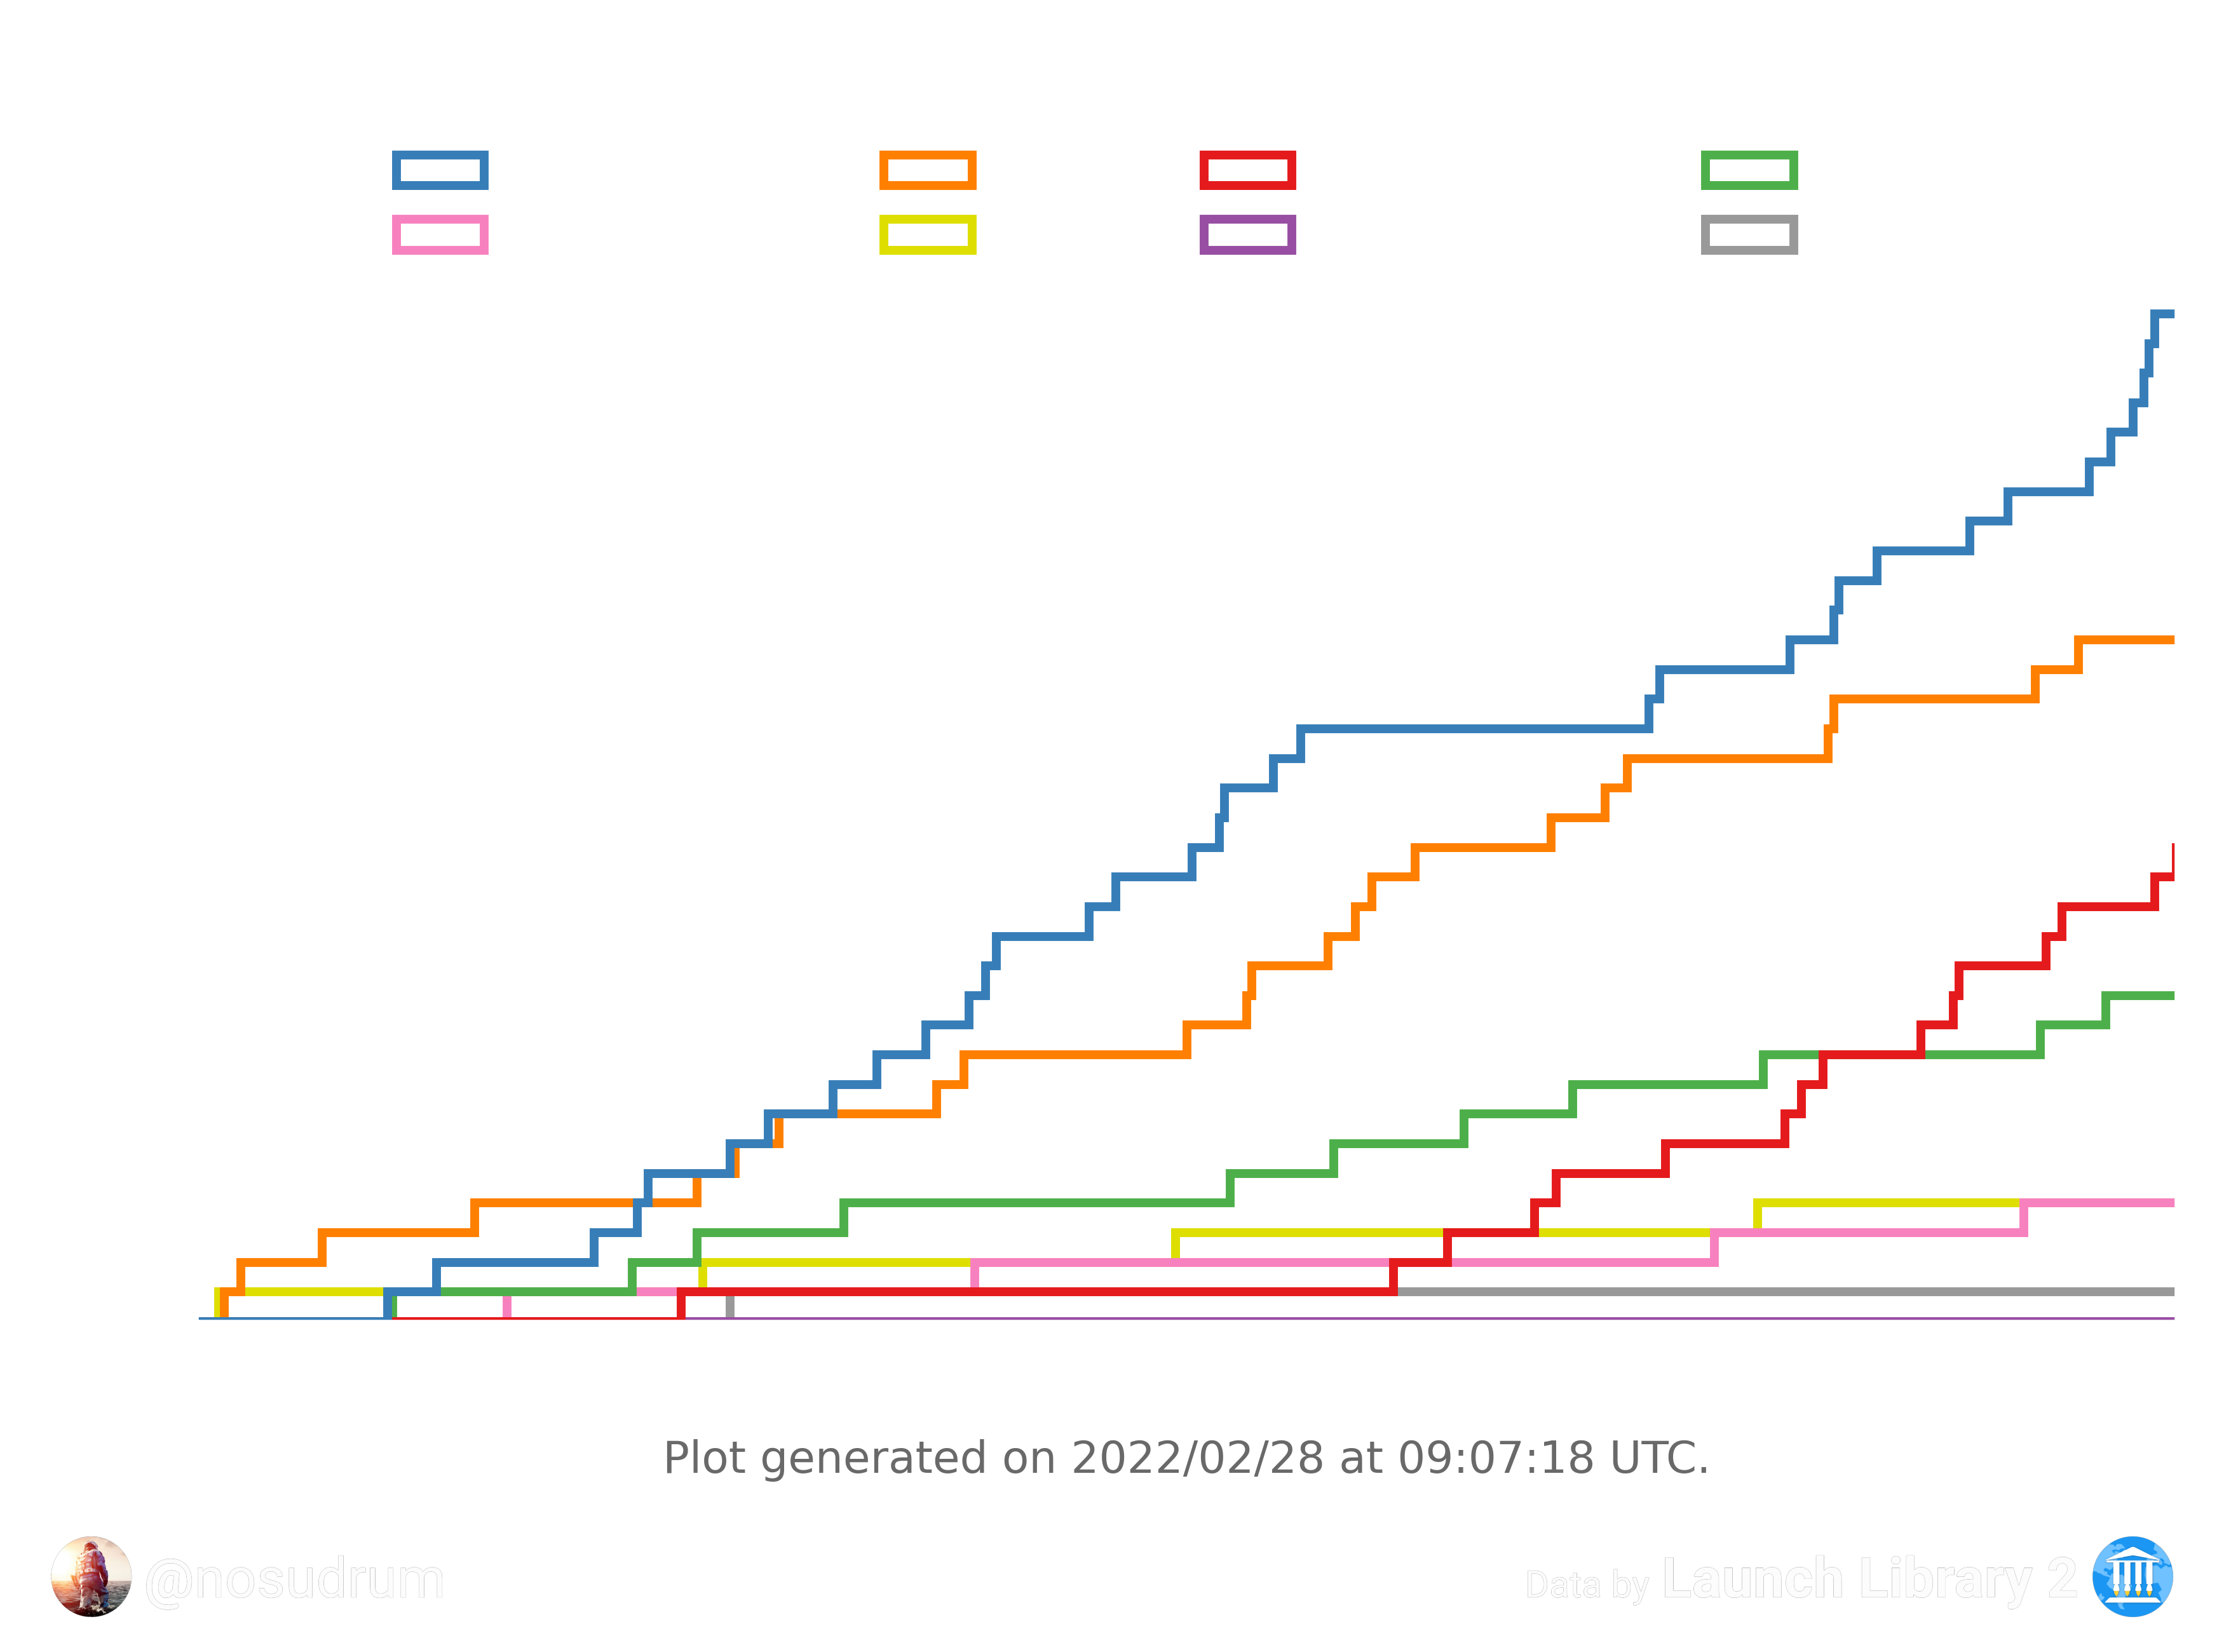 Plot generated on 2022/02/28 at 09:07:18 UTC.
@nosudrum
Data by Launch Library 2